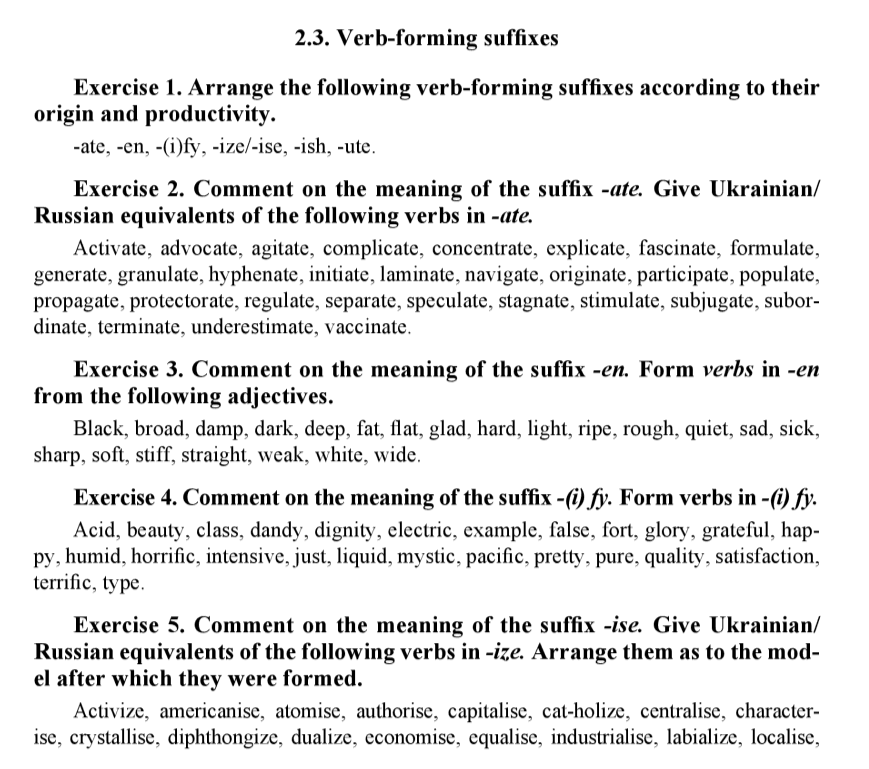 2.3. Verb-forming suffixes
Exercise 1. Arrange the following verb-forming suffixes according to their
origin and productivity.
-ate, -en, -(i)fy, -ize/-ise, -ish, -ute.
Exercise 2. Comment on the meaning of the suffix -ate. Give Ukrainian/
Russian equivalents of the following verbs in -ate.
Activate, advocate, agitate, complicate, concentrate, explicate, fascinate, formulate,
generate, granulate, hyphenate, initiate, laminate, navigate, originate, participate, populate,
propagate, protectorate, regulate, separate, speculate, stagnate, stimulate, subjugate, subor-
dinate, terminate, underestimate, vaccinate.
Exercise 3. Comment on the meaning of the suffix -en. Form verbs in -en
from the following adjectives.
Black, broad, damp, dark, deep, fat, flat, glad, hard, light, ripe, rough, quiet, sad, sick,
sharp, soft, stiff, straight, weak, white, wide.
Exercise 4. Comment on the meaning of the suffix -(i) fy. Form verbs in -(i) fy.
Acid, beauty, class, dandy, dignity, electric, example, false, fort, glory, grateful, hap-
py, humid, horrific, intensive, just, liquid, mystic, pacific, pretty, pure, quality, satisfaction,
terrific, type.
Exercise 5. Comment on the meaning of the suffix -ise. Give Ukrainian/
Russian equivalents of the following verbs in -ize. Arrange them as to the mod-
el after which they were formed.
Activize, americanise, atomise, authorise, capitalise, cat-holize, centralise, character-
ise, crystallise, diphthongize, dualize, economise, equalise, industrialise, labialize, localise,